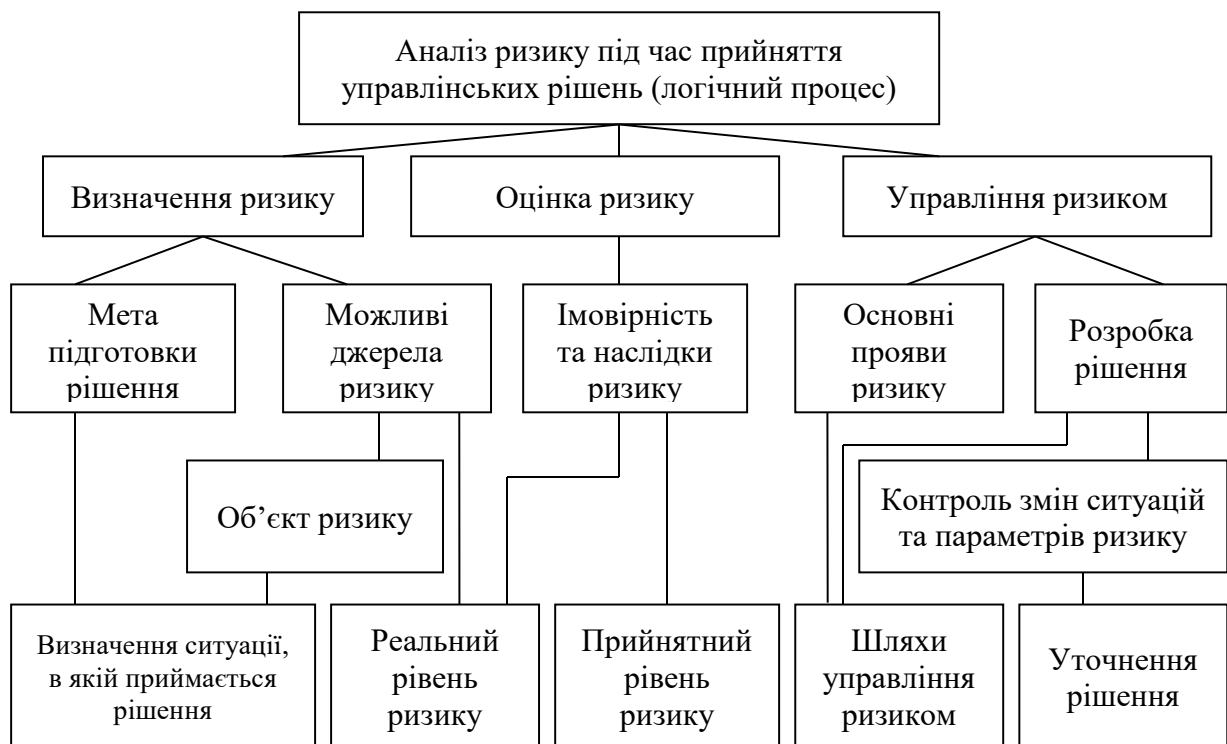 Аналіз ризику під час прийняття
управлінських рішень (логічний процес)
Визначення ризику
Оцінка ризику
Управління ризиком
Мета
підготовки
рішення
Можливі
джерела
ризику
Імовірність
та наслідки
ризику
Основні
прояви
ризику
Розробка
рішення
Об’єкт ризику
Контроль змін ситуацій
та параметрів ризику
Визначення ситуації,
в якій приймається
рішення
Реальний
рівень
ризику
Прийнятний
рівень
ризику
Шляхи
управління
ризиком
Уточнення
рішення